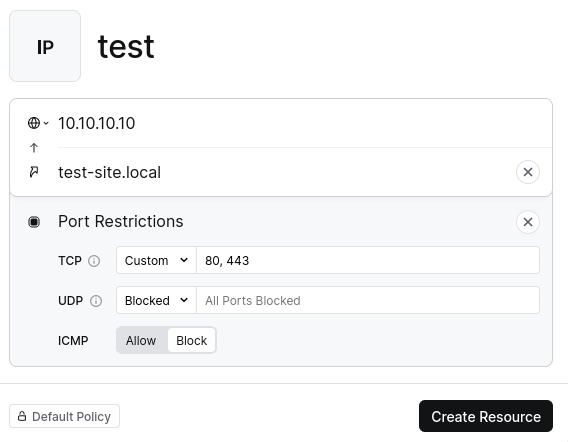 IP test
10.10.10.10
test-site.local
Port Restrictions
TCP Custom 80, 443
UDP Blocked All Ports Blocked
ICMP Allow Block
Default Policy Create Resource